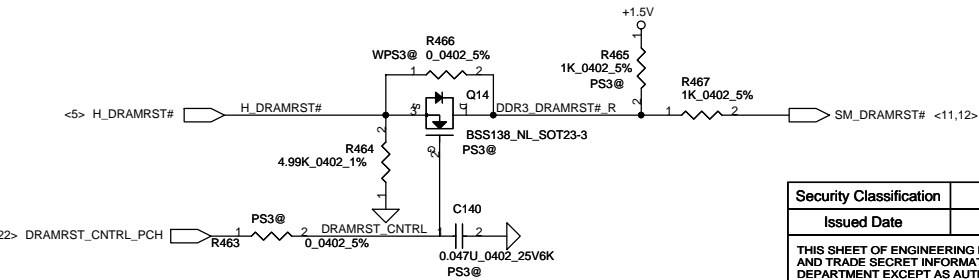 +1.5V
R466
WPS3@ 0_0402_5%
1 2
R465
1K_0402_5%
PS3@
1
2
R467
1K_0402_5%
1 2
<5> H_DRAMRST#
H_DRAMRST#
3 S
Q14
D 1
DDR3_DRAMRST#_R
SM_DRAMRST# <11,12>
BSS138_NL_SOT23-3
PS3@
G 2
R464
4.99K_0402_1%
2
1
22> DRAMRST_CNTRL_PCH
PS3@
R463
1 2
0_0402_5%
DRAMRST_CNTRL
C140
1 2
0.047U_0402_25V6K
PS3@
Security Classification
Issued Date
THIS SHEET OF ENGINEERING
AND TRADE SECRET INFORMAT
DEPARTMENT EXCEPT AS AUT